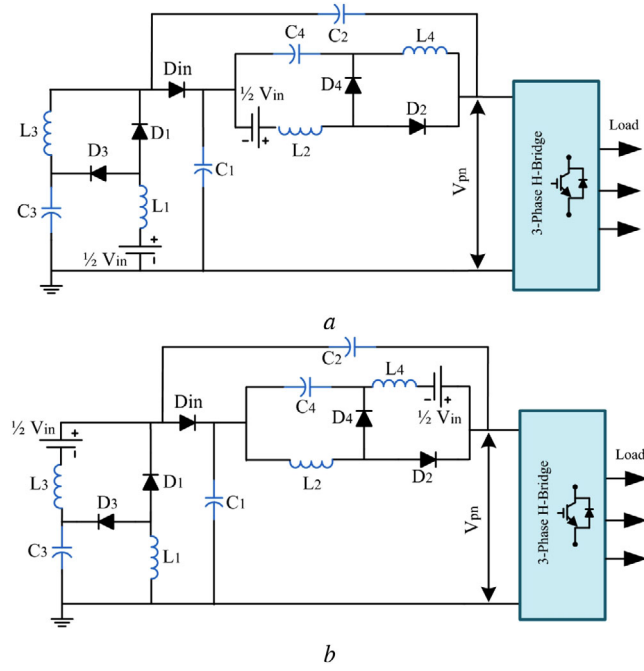 C2
C4
L4
Din
½ Vin
D4
D2
L3
D1
L2
D3
C1
Vpn
3-Phase H-Bridge
Load
C3
L1
½ Vin
+
-
-
+
a
C2
L4
Din
C4
D4
½ Vin
-
+
½ Vin
+
-
L3
D1
D2
L2
D3
C1
Vpn
3-Phase H-Bridge
Load
C3
L1
b